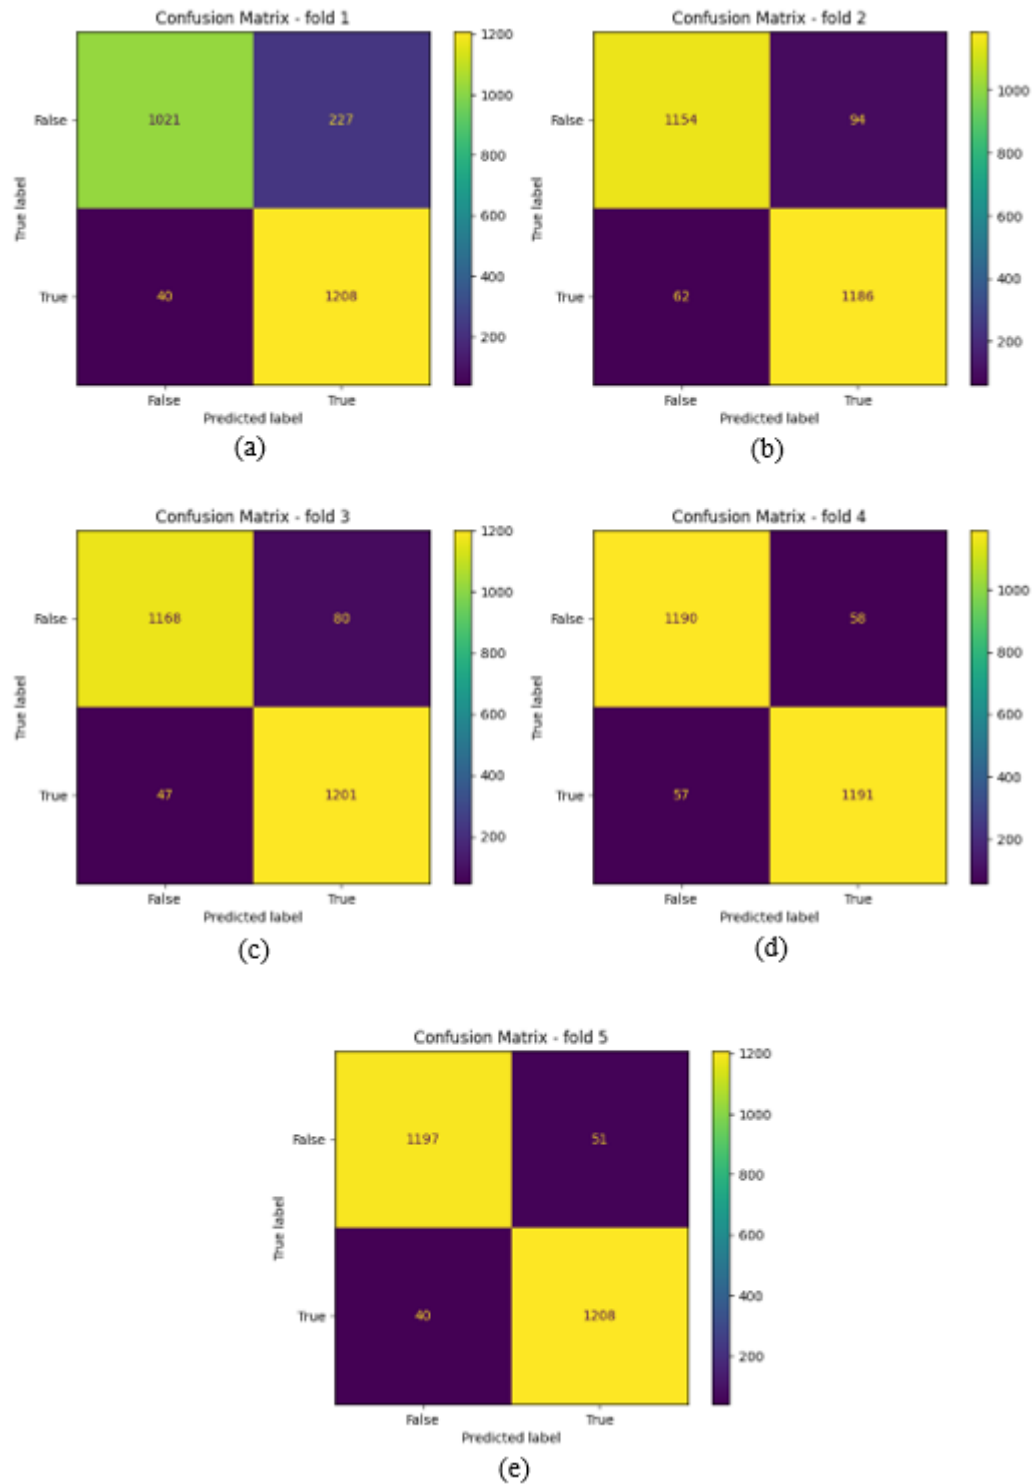 Confusion Matrix - fold 1
1200
1000
800
600
400
200
True label
False
1021
227
True
40
1208
False
True
Predicted label
(a)
Confusion Matrix - fold 2
1000
800
600
400
200
True label
False
1154
94
True
62
1186
False
True
Predicted label
(b)
Confusion Matrix - fold 3
1200
1000
800
600
400
200
True label
False
1168
80
True
47
1201
False
True
Predicted label
(c)
Confusion Matrix - fold 4
1000
800
600
400
200
True label
False
1190
58
True
57
1191
False
True
Predicted label
(d)
Confusion Matrix - fold 5
1200
1000
800
600
400
200
True label
False
1197
51
True
40
1208
False
True
Predicted label
(e)